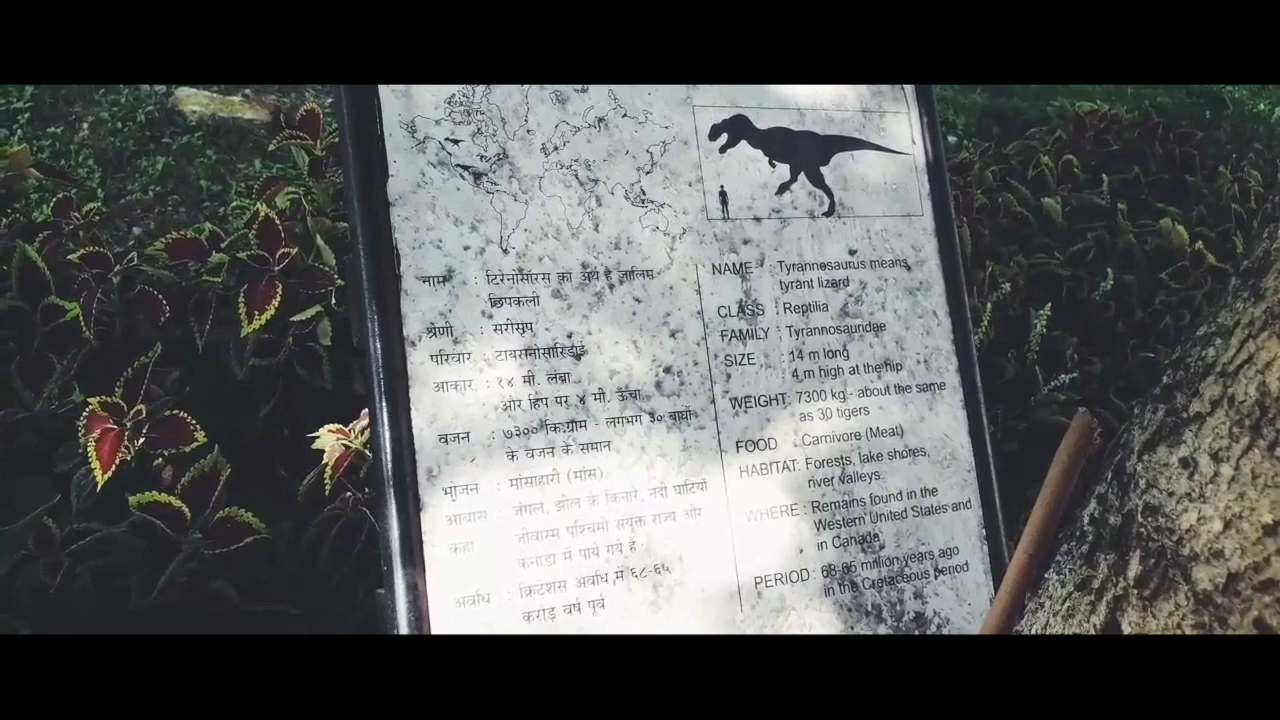 नाम : टिरेनोसॉरस का अर्थ है जालिम
छिपकली
श्रेणी : सरीसृप
परिवार : टायरानोसारिडाई
आकार : १४ मी. लंबा
और हिप पर ४ मी. ऊँचा
वजन : ७३०० कि.ग्रॉम - लगभग ३० बाघों
के वजन के समान
भोजन : मांसाहारी (मांस)
आवास : जंगल, झील के किनारे, नदी घाटियाँ
कहा : जीवाश्म पश्चिमी संयुक्त राज्य और
कनाडा में पाये गये है
अवधि : क्रिटेशस अवधि में ६८-६५
करोड़ वर्ष पूर्व
NAME : Tyrannosaurus means
tyrant lizard
CLASS : Reptilia
FAMILY : Tyrannosauridae
SIZE : 14 m long
4 m high at the hip
WEIGHT: 7300 kg - about the same
as 30 tigers
FOOD : Carnivore (Meat)
HABITAT: Forests, lake shores,
river valleys
WHERE : Remains found in the
Western United States and
in Canada
PERIOD : 68-65 million years ago
in the Cretaceous period